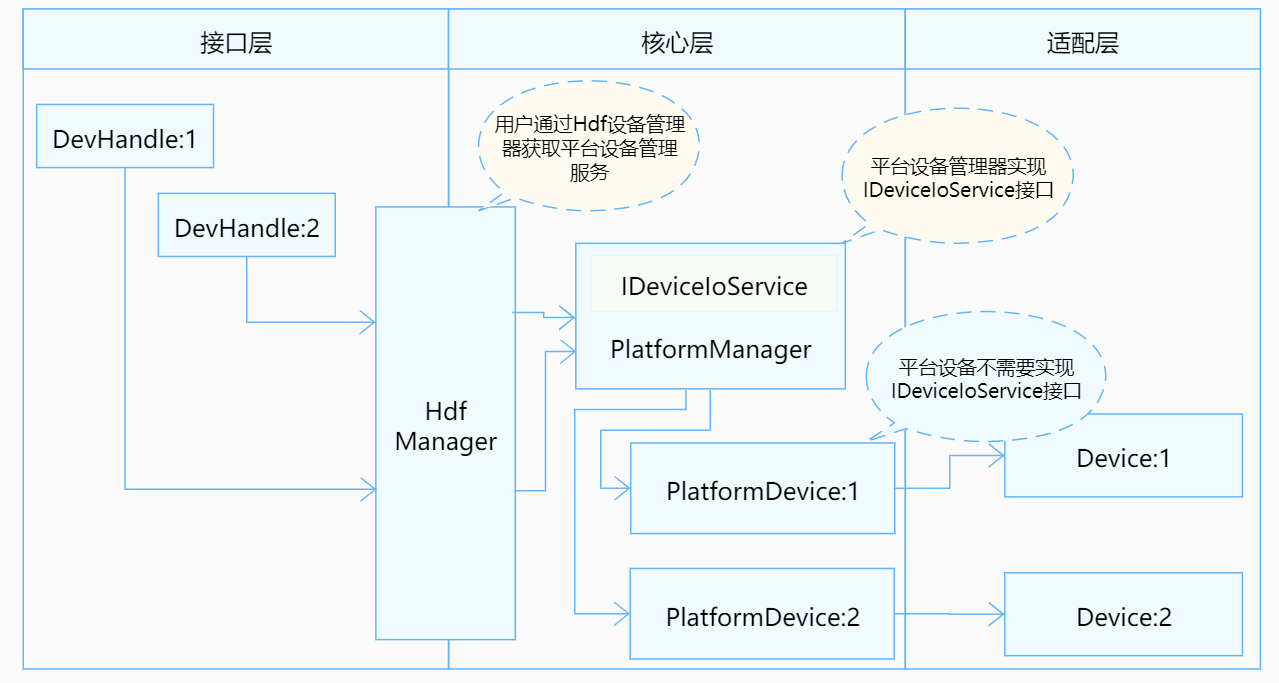 接口层
核心层
适配层
DevHandle:1
DevHandle:2
用户通过Hdf设备管理
器获取平台设备管理
服务
平台设备管理器实现
IDeviceIoService接口
Hdf
Manager
IDeviceIoService
PlatformManager
平台设备不需要实现
IDeviceIoService接口
PlatformDevice:1
Device:1
PlatformDevice:2
Device:2